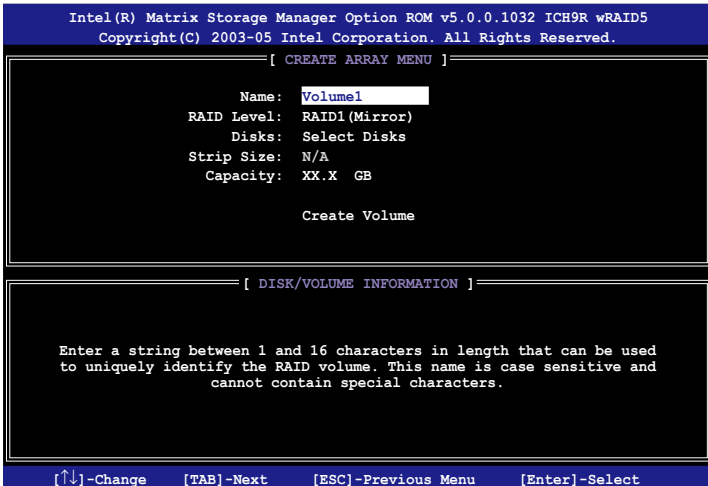 Intel(R) Matrix Storage Manager Option ROM v5.0.0.1032 ICH9R wRAID5
Copyright(C) 2003-05 Intel Corporation. All Rights Reserved.
[ CREATE ARRAY MENU ]
Name: Volume1
RAID Level: RAID1(Mirror)
Disks: Select Disks
Strip Size: N/A
Capacity: XX.X GB
Create Volume
[ DISK/VOLUME INFORMATION ]
Enter a string between 1 and 16 characters in length that can be used
to uniquely identify the RAID volume. This name is case sensitive and
cannot contain special characters.
[↑↓]-Change [TAB]-Next [ESC]-Previous Menu [Enter]-Select